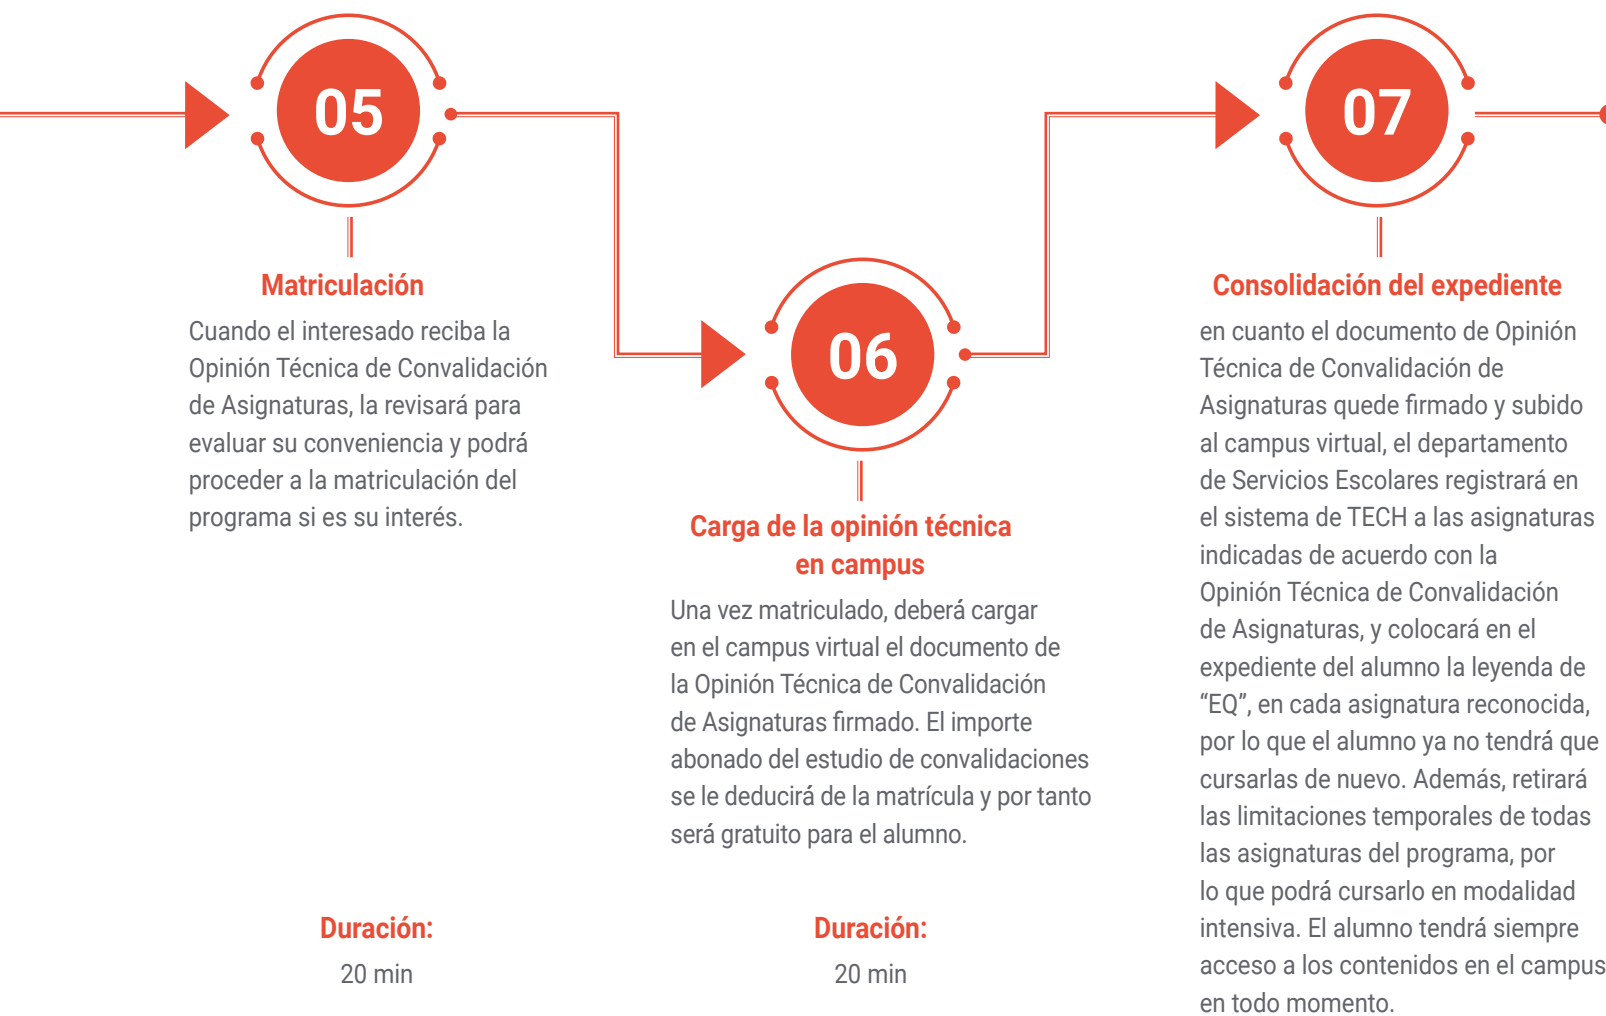 05
Matriculación
Cuando el interesado reciba la
Opinión Técnica de Convalidación
de Asignaturas, la revisará para
evaluar su conveniencia y podrá
proceder a la matriculación del
programa si es su interés.
Duración:
20 min
06
Carga de la opinión técnica
en campus
Una vez matriculado, deberá cargar
en el campus virtual el documento de
la Opinión Técnica de Convalidación
de Asignaturas firmado. El importe
abonado del estudio de convalidaciones
se le deducirá de la matrícula y por tanto
será gratuito para el alumno.
Duración:
20 min
07
Consolidación del expediente
en cuanto el documento de Opinión
Técnica de Convalidación de
Asignaturas quede firmado y subido
al campus virtual, el departamento
de Servicios Escolares registrará en
el sistema de TECH a las asignaturas
indicadas de acuerdo con la
Opinión Técnica de Convalidación
de Asignaturas, y colocará en el
expediente del alumno la leyenda de
“EQ”, en cada asignatura reconocida,
por lo que el alumno ya no tendrá que
cursarlas de nuevo. Además, retirará
las limitaciones temporales de todas
las asignaturas del programa, por
lo que podrá cursarlo en modalidad
intensiva. El alumno tendrá siempre
acceso a los contenidos en el campus
en todo momento.